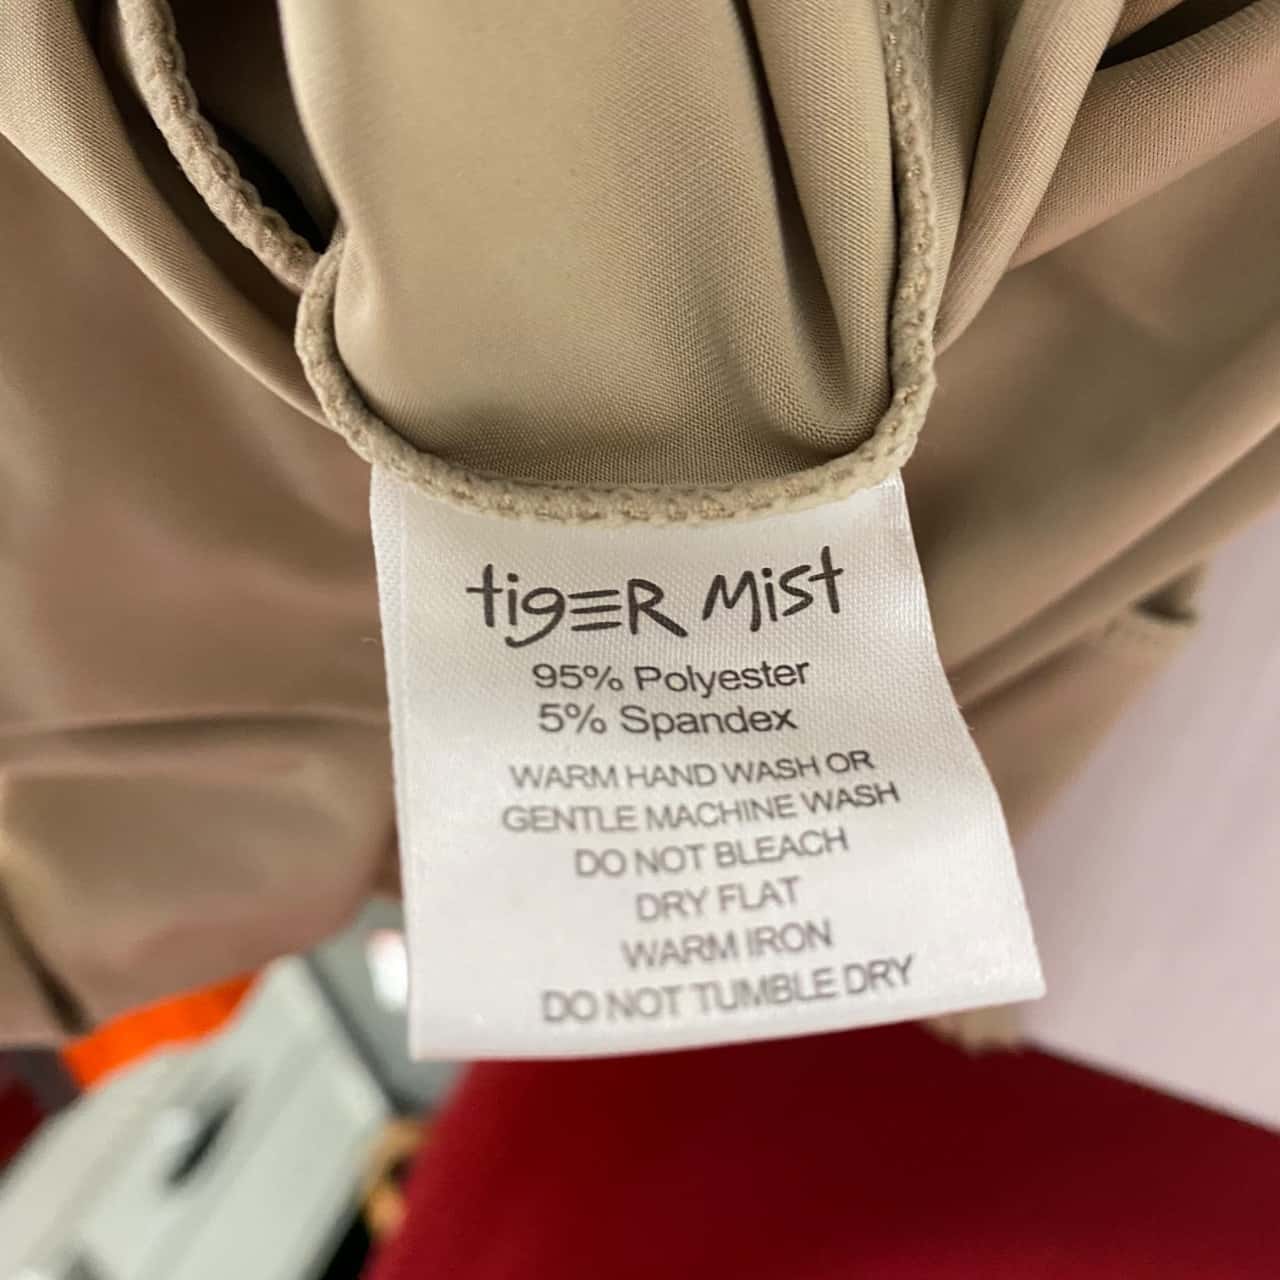 tigER Mist
95% Polyester
5% Spandex
WARM HAND WASH OR
GENTLE MACHINE WASH
DO NOT BLEACH
DRY FLAT
WARM IRON
DO NOT TUMBLE DRY